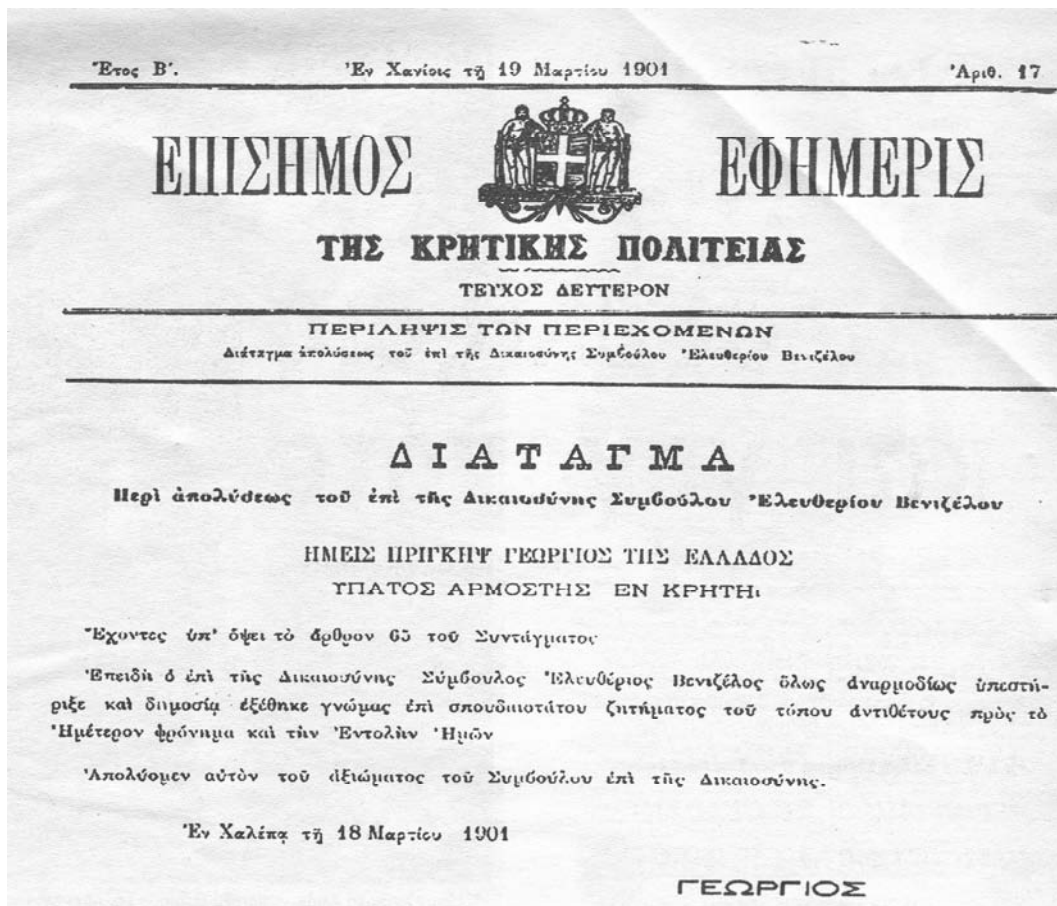 Ἔτος Β΄. Ἐν Χανίοις τῇ 19 Μαρτίου 1901 Ἀριθ. 17
ΕΠΙΣΗΜΟΣ ΕΦΗΜΕΡΙΣ
ΤΗΣ ΚΡΗΤΙΚΗΣ ΠΟΛΙΤΕΙΑΣ
ΤΕΥΧΟΣ ΔΕΥΤΕΡΟΝ
ΠΕΡΙΛΗΨΙΣ ΤΩΝ ΠΕΡΙΕΧΟΜΕΝΩΝ
Διάταγμα ἀπολύσεως τοῦ ἐπὶ τῆς Δικαιοσύνης Συμβούλου Ἐλευθερίου Βενιζέλου
ΔΙΑΤΑΓΜΑ
Περὶ ἀπολύσεως τοῦ ἐπὶ τῆς Δικαιοσύνης Συμβούλου Ἐλευθερίου Βενιζέλου
ΗΜΕΙΣ ΠΡΙΓΚΗΨ ΓΕΩΡΓΙΟΣ ΤΗΣ ΕΛΛΑΔΟΣ
ΥΠΑΤΟΣ ΑΡΜΟΣΤΗΣ ΕΝ ΚΡΗΤΗι
Ἔχοντες ὑπ' ὄψει τὸ ἄρθρον 65 τοῦ Συντάγματος
Ἐπειδὴ ὁ ἐπὶ τῆς Δικαιοσύνης Σύμβουλος Ἐλευθέριος Βενιζέλος ὅλως ἀναρμοδίως ὑπεστή-
ριξε καὶ δημοσίᾳ ἐξέθηκε γνώμας ἐπὶ σπουδαιοτάτου ζητήματος τοῦ τόπου ἀντιθέτους πρὸς τὸ
Ἡμέτερον φρόνημα καὶ τὴν Ἐντολὴν Ἡμῶν
Ἀπολύομεν αὐτὸν τοῦ ἀξιώματος τοῦ Συμβούλου ἐπὶ τῆς Δικαιοσύνης.
Ἐν Χαλέπᾳ τῇ 18 Μαρτίου 1901
ΓΕΩΡΓΙΟΣ